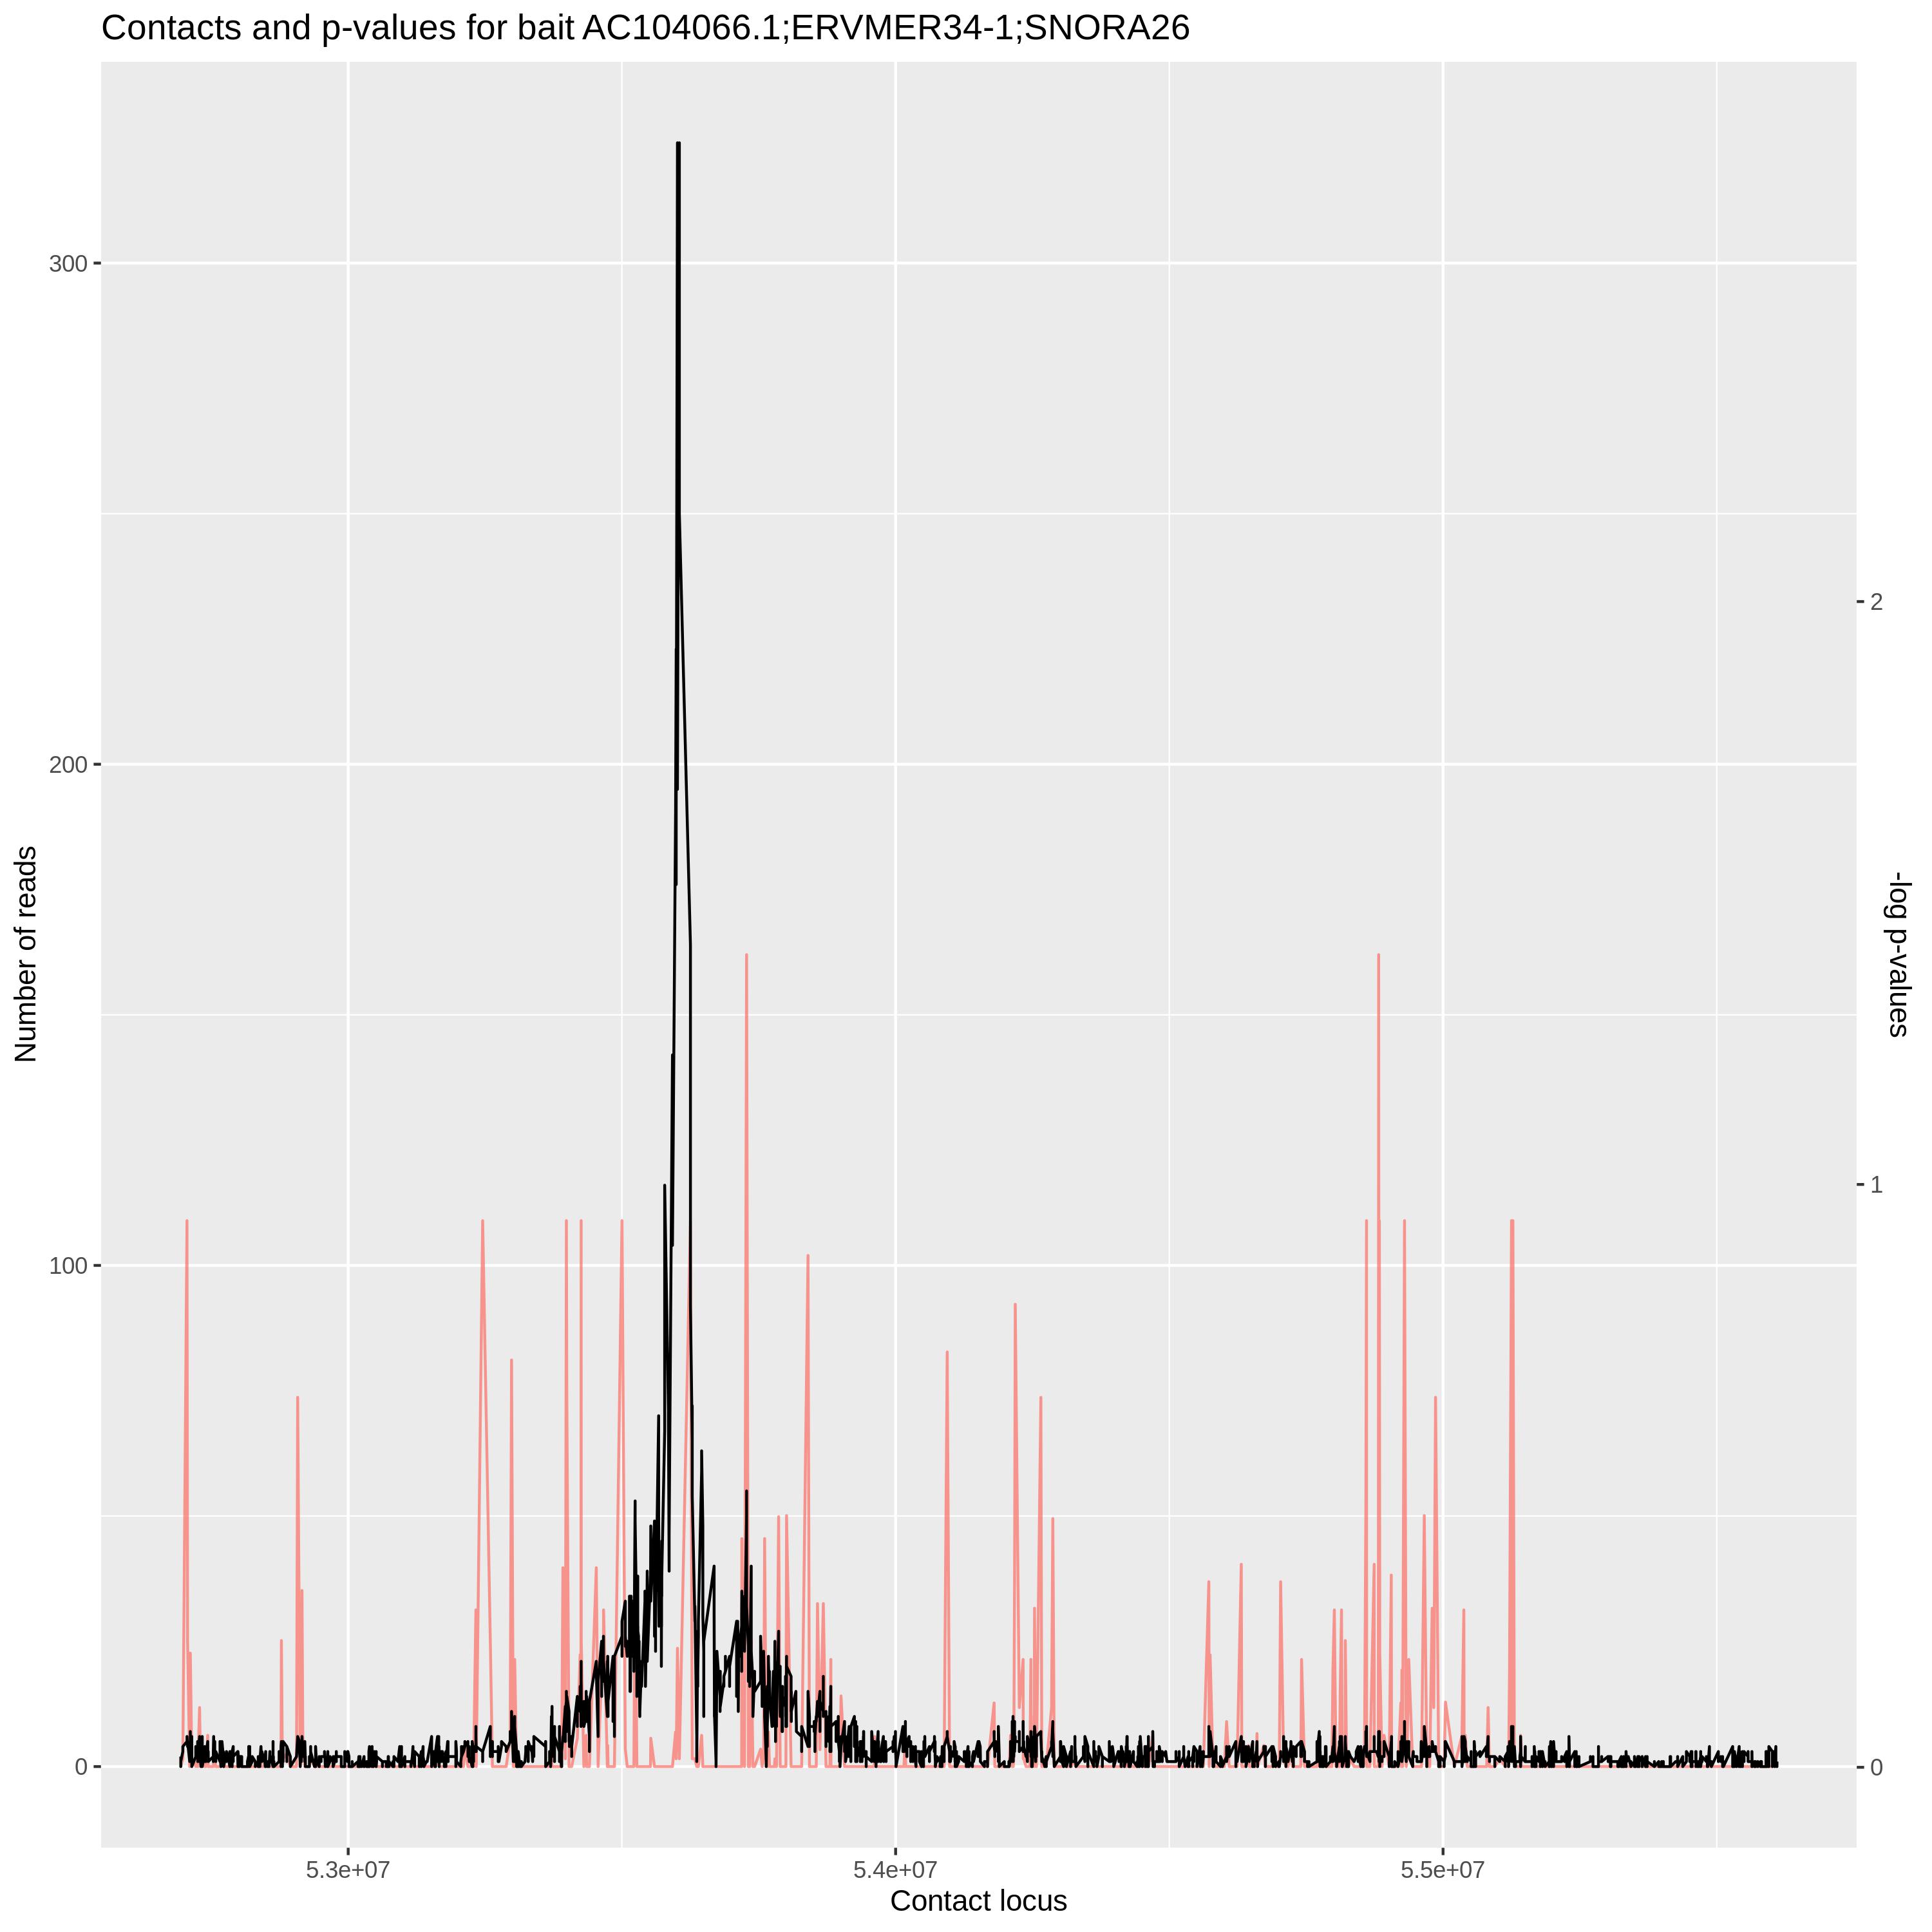 Contacts and p-values for bait AC104066.1;ERVMER34-1;SNORA26
300
200
100
0
Number of reads
2
1
0
-log p-values
5.3e+07
5.4e+07
5.5e+07
Contact locus